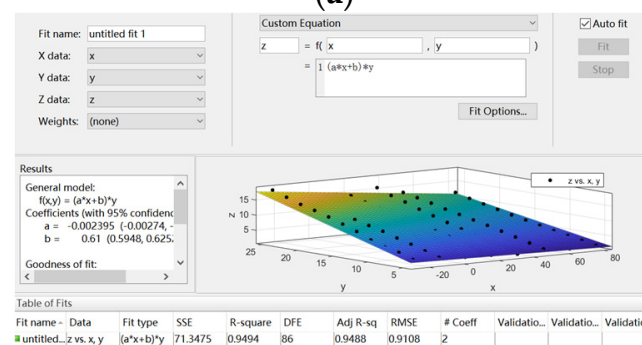 (a)
Fit name: untitled fit 1
X data: x
Y data: y
Z data: z
Weights: (none)
Custom Equation
z = f( x , y )
= 1 (a*x+b)*y
Fit Options...
Auto fit
Fit
Stop
Results
General model:
f(x,y) = (a*x+b)*y
Coefficients (with 95% confidenc
a = -0.002395 (-0.00274, -
b = 0.61 (0.5948, 0.625
Goodness of fit:
z vs. x, y
15
10
5
z
25
20
15
10
5
y
-20
0
20
40
60
80
x
Table of Fits
Fit name Data Fit type SSE R-square DFE Adj R-sq RMSE # Coeff Validatio... Validatio... Validati
untitled... z vs. x, y (a*x+b)*y 71.3475 0.9494 86 0.9488 0.9108 2